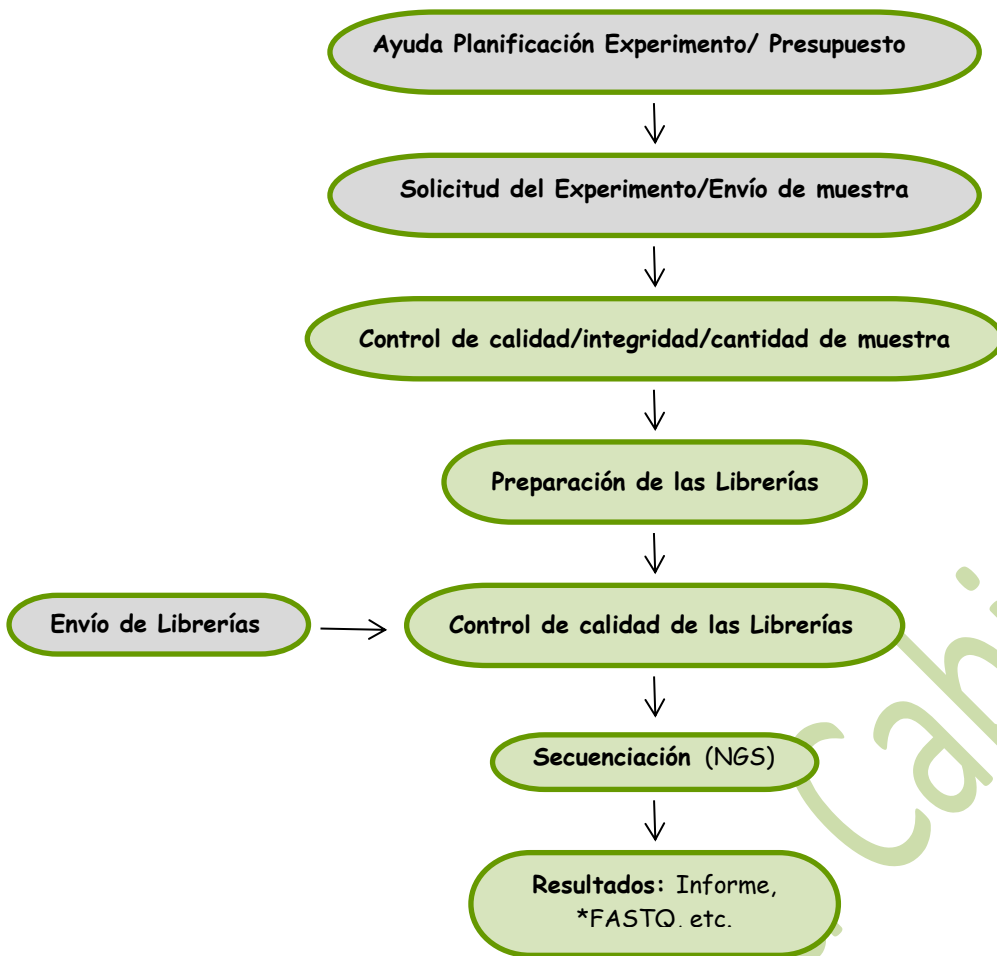 Ayuda Planificación Experimento/ Presupuesto
Solicitud del Experimento/Envío de muestra
Control de calidad/integridad/cantidad de muestra
Preparación de las Librerías
Envío de Librerías
Control de calidad de las Librerías
Secuenciación (NGS)
Resultados: Informe,
*FASTQ, etc.